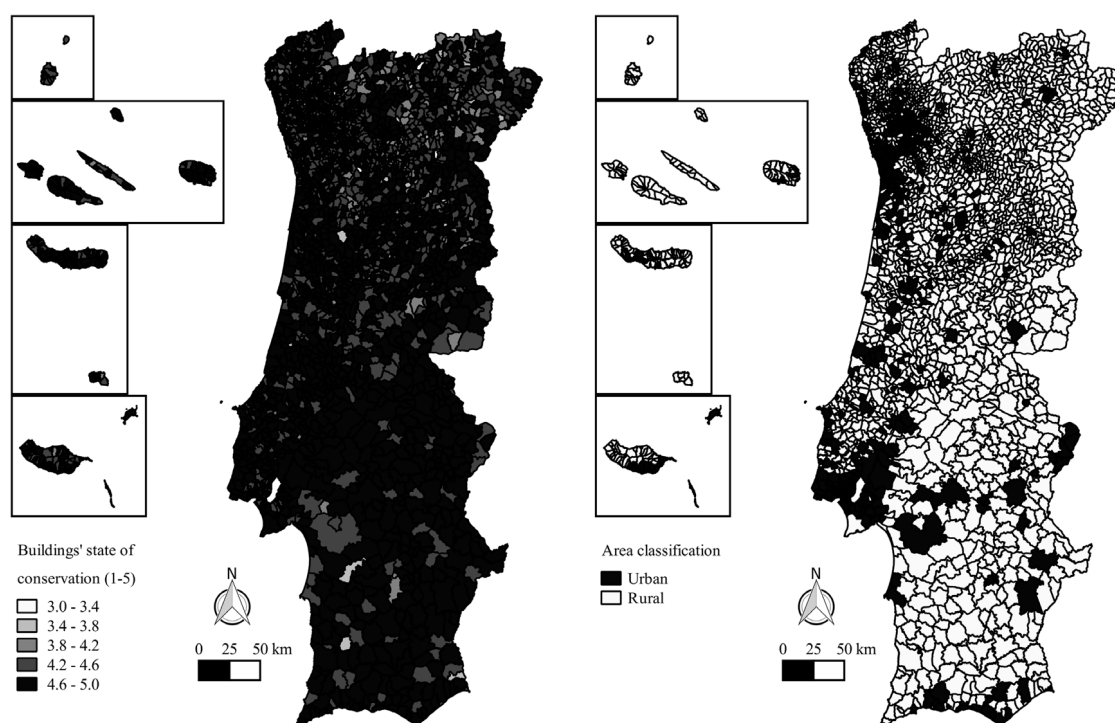 Buildings' state of
conservation (1-5)
3.0 - 3.4
3.4 - 3.8
3.8 - 4.2
4.2 - 4.6
4.6 - 5.0
N
0 25 50 km
Area classification
Urban
Rural
N
0 25 50 km